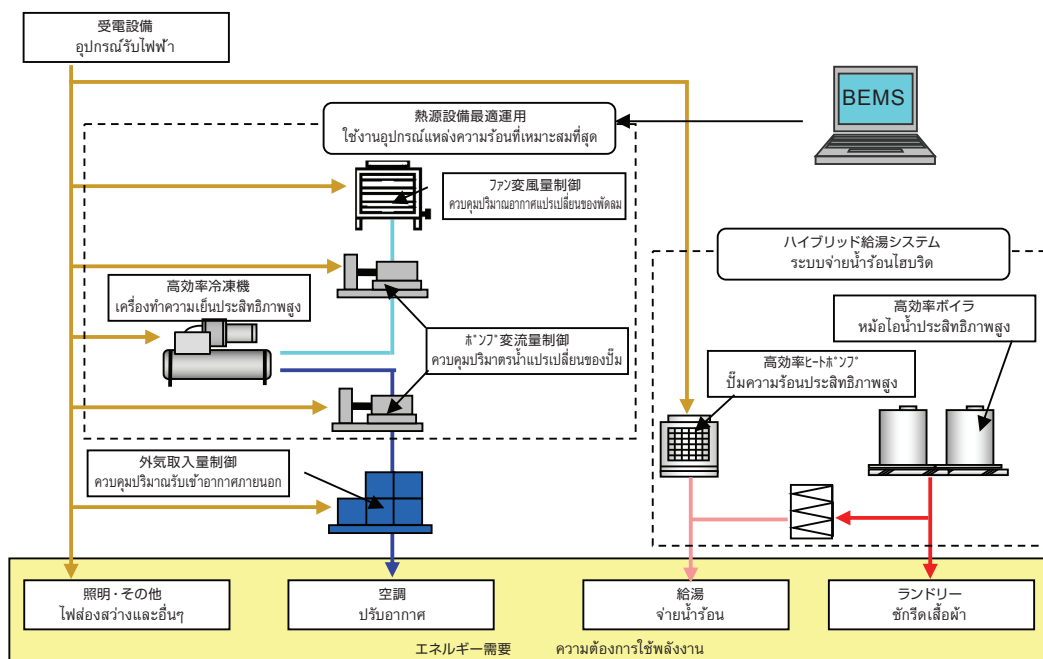 受電設備
อุปกรณ์รับไฟฟ้า
BEMS
熱源設備最適運用
ใช้งานอุปกรณ์แหล่งความร้อนที่เหมาะสมที่สุด
ﾌｧﾝ変風量制御
ควบคุมปริมาณอากาศแปรเปลี่ยนของพัดลม
ハイブリッド給湯システム
ระบบจ่ายน้ำร้อนไฮบริด
高効率冷凍機
เครื่องทำความเย็นประสิทธิภาพสูง
高効率ボイラ
หม้อไอน้ำประสิทธิภาพสูง
ﾎﾟﾝﾌﾟ変流量制御
ควบคุมปริมาตรน้ำแปรเปลี่ยนของปั๊ม
高効率ﾋｰﾄﾎﾟﾝﾌﾟ
ปั๊มความร้อนประสิทธิภาพสูง
外気取入量制御
ควบคุมปริมาณรับเข้าอากาศภายนอก
照明・その他
ไฟส่องสว่างและอื่นๆ
空調
ปรับอากาศ
給湯
จ่ายน้ำร้อน
ランドリー
ซักรีดเสื้อผ้า
エネルギー需要 ความต้องการใช้พลังงาน